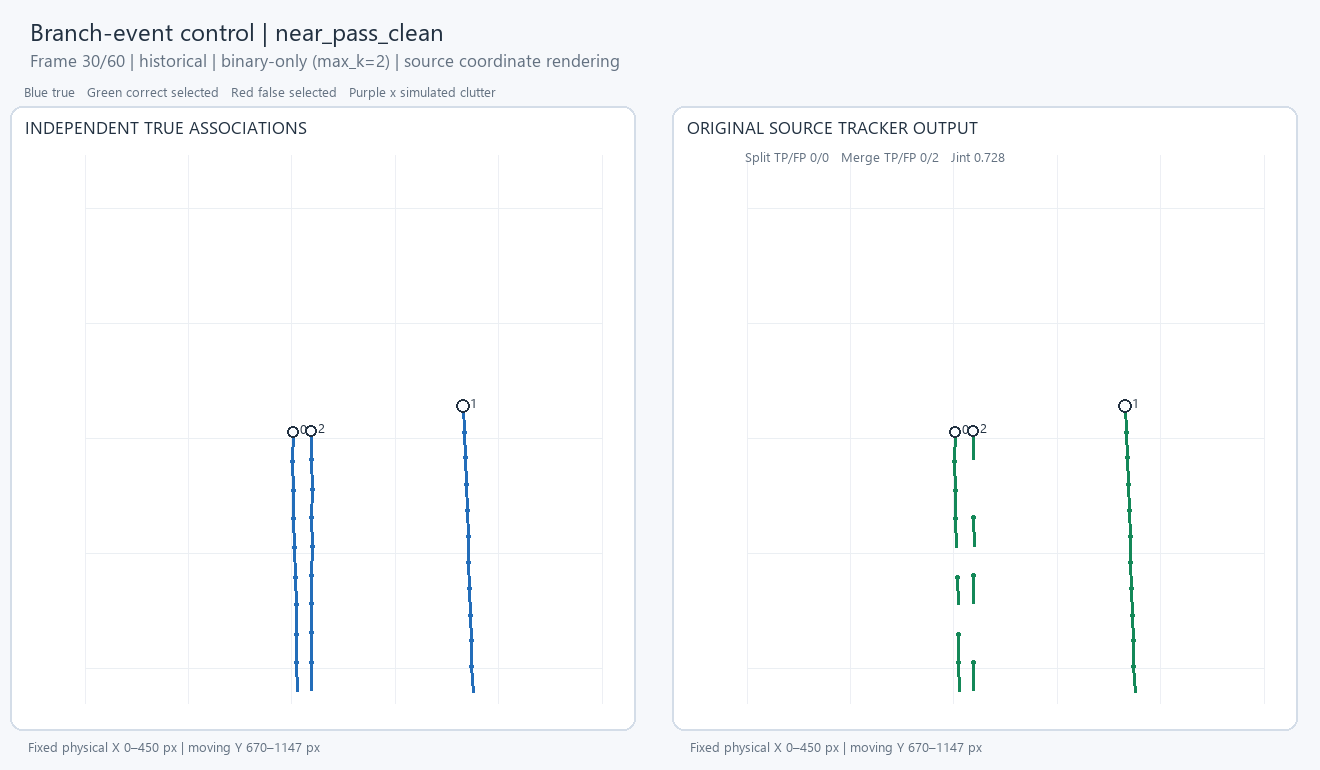 Branch-event control | near_pass_clean
Frame 30/60 | historical | binary-only (max_k=2) | source coordinate rendering
Blue true Green correct selected Red false selected Purple x simulated clutter
INDEPENDENT TRUE ASSOCIATIONS
1
0 2
Fixed physical X 0–450 px | moving Y 670–1147 px
ORIGINAL SOURCE TRACKER OUTPUT
Split TP/FP 0/0 Merge TP/FP 0/2 Jint 0.728
1
0 2
Fixed physical X 0–450 px | moving Y 670–1147 px